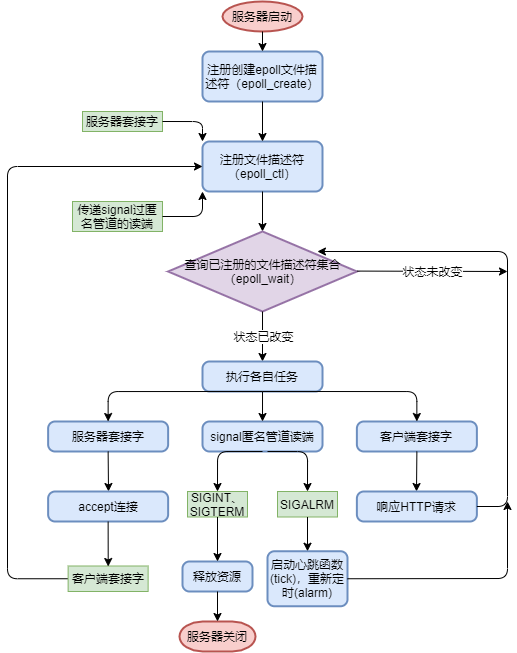 服务器启动
注册创建epoll文件描
述符（epoll_create）
服务器套接字
注册文件描述符
（epoll_ctl）
传递signal过匿
名管道的读端
查询已注册的文件描述符集合
（epoll_wait）
状态未改变
状态已改变
执行各自任务
服务器套接字
signal匿名管道读端
客户端套接字
accept连接
SIGINT、
SIGTERM
SIGALRM
响应HTTP请求
客户端套接字
释放资源
启动心跳函数
(tick)，重新定
时(alarm)
服务器关闭